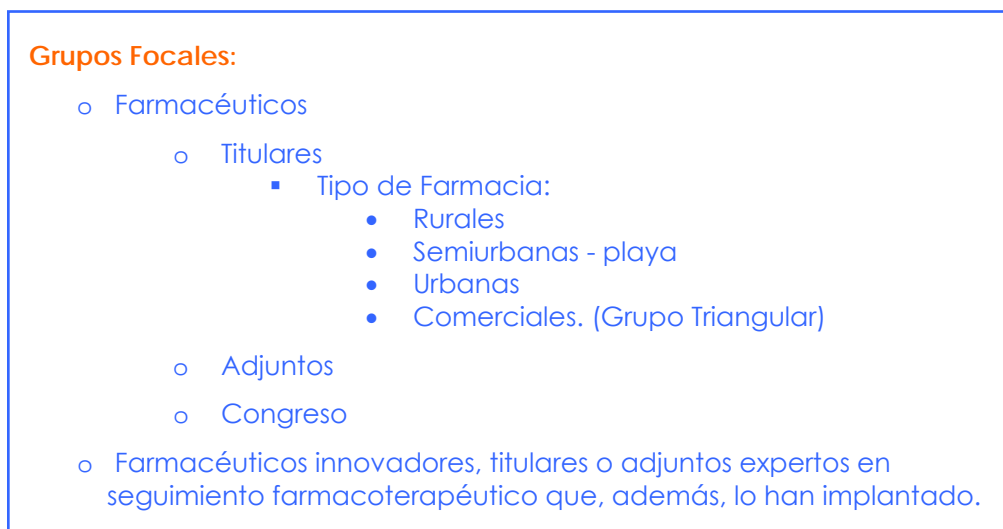 Grupos Focales:
o Farmacéuticos
o Titulares
▪ Tipo de Farmacia:
• Rurales
• Semiurbanas - playa
• Urbanas
• Comerciales. (Grupo Triangular)
o Adjuntos
o Congreso
o Farmacéuticos innovadores, titulares o adjuntos expertos en
seguimiento farmacoterapéutico que, además, lo han implantado.